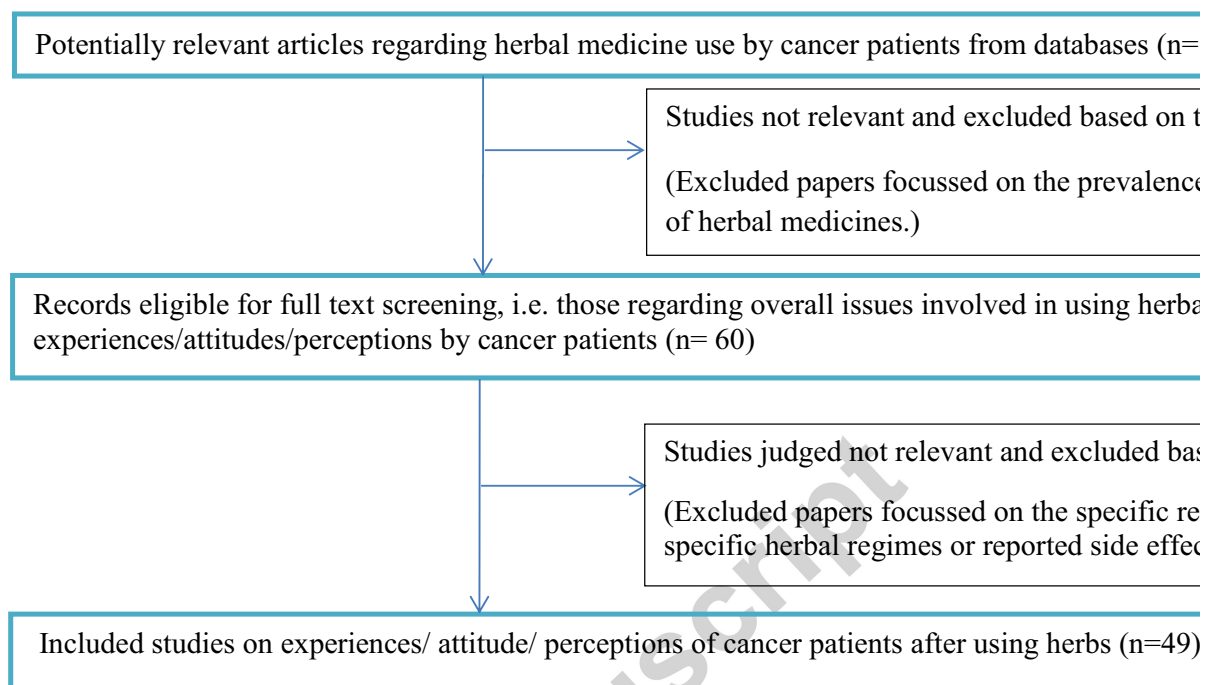 Potentially relevant articles regarding herbal medicine use by cancer patients from databases (n=
Studies not relevant and excluded based on t
(Excluded papers focussed on the prevalence
of herbal medicines.)
Records eligible for full text screening, i.e. those regarding overall issues involved in using herba
experiences/attitudes/perceptions by cancer patients (n= 60)
Studies judged not relevant and excluded bas
(Excluded papers focussed on the specific re
specific herbal regimes or reported side effec
Included studies on experiences/ attitude/ perceptions of cancer patients after using herbs (n=49)
uscript